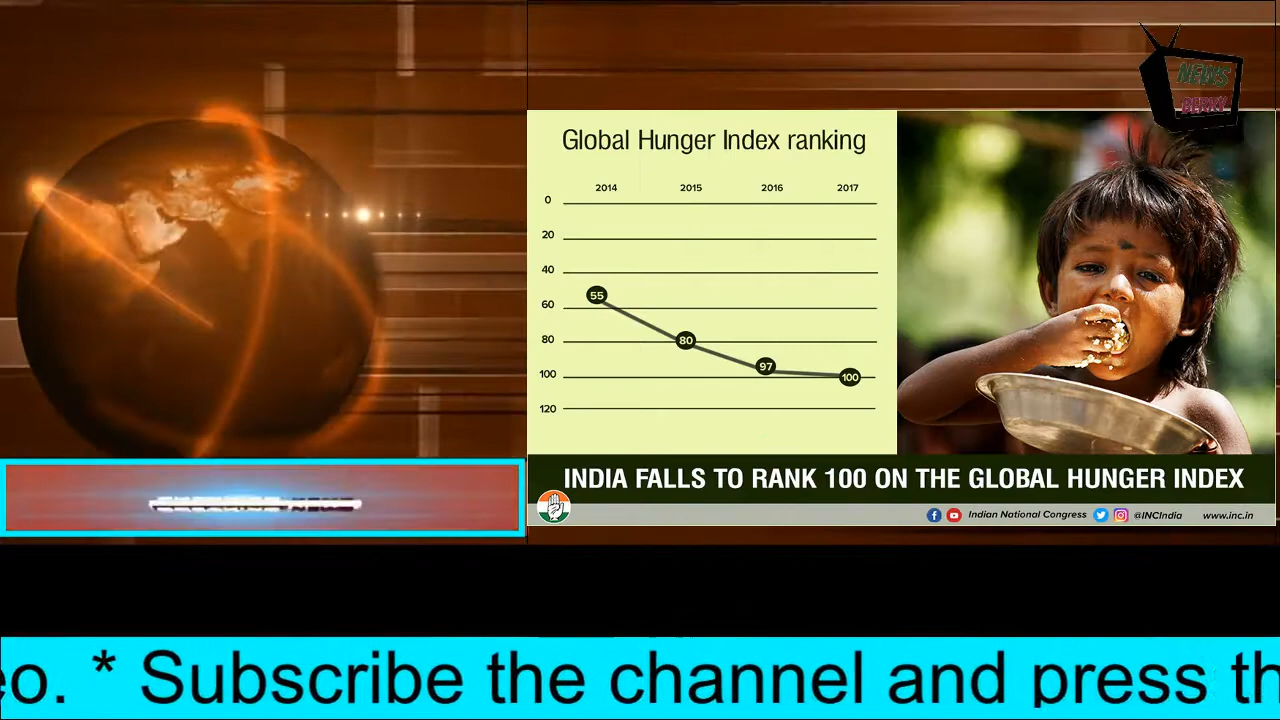 NEWS
BERRY
Global Hunger Index ranking
2014 2015 2016 2017
0
20
40
60
80
100
120
55
80
97
100
INDIA FALLS TO RANK 100 ON THE GLOBAL HUNGER INDEX
Indian National Congress @INCIndia www.inc.in
eo. * Subscribe the channel and press th